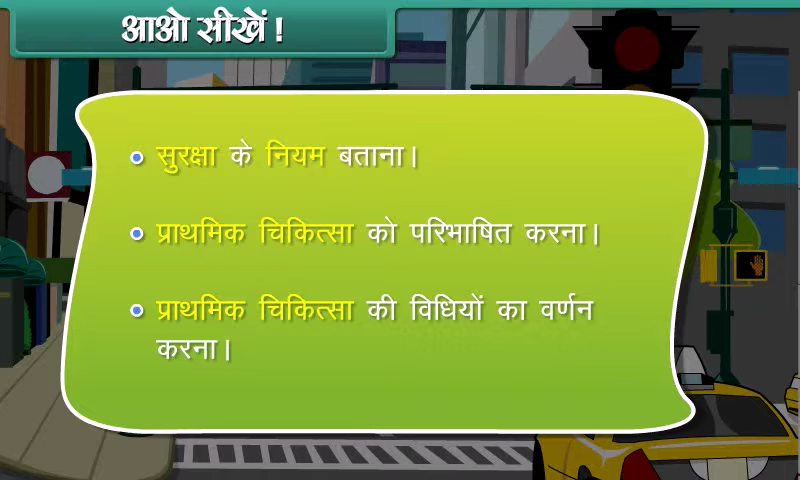 आओ सीखें!
सुरक्षा के नियम बताना।
प्राथमिक चिकित्सा को परिभाषित करना।
प्राथमिक चिकित्सा की विधियों का वर्णन
करना।